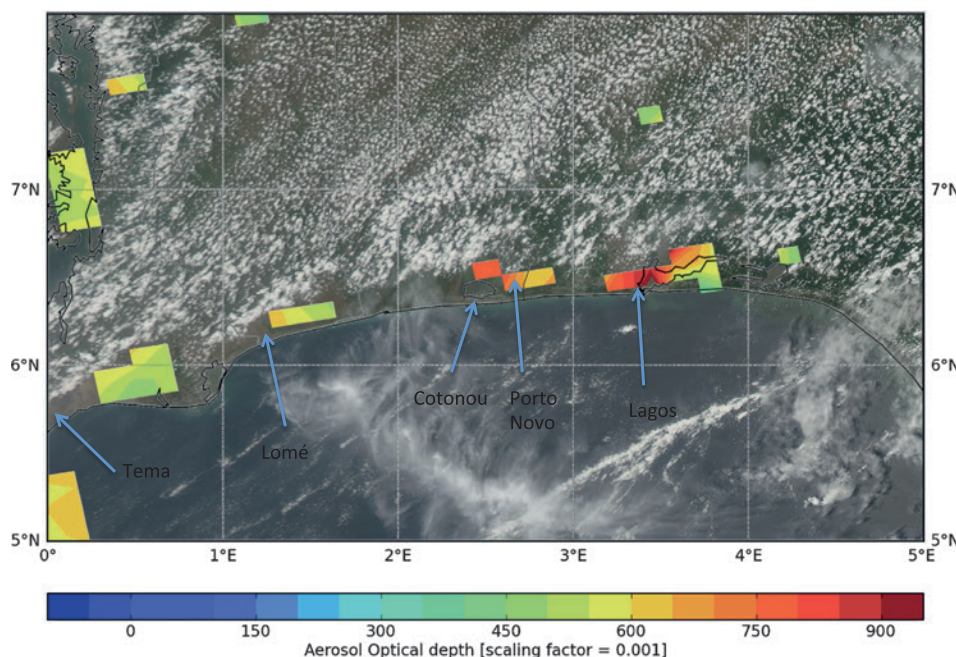 7°N
7°N
6°N
6°N
Cotonou
Porto
Novo
Lagos
Lomé
Tema
5°N
5°N
0°
1°E
2°E
3°E
4°E
5°E
0
150
300
450
600
750
900
Aerosol Optical depth [scaling factor = 0.001]